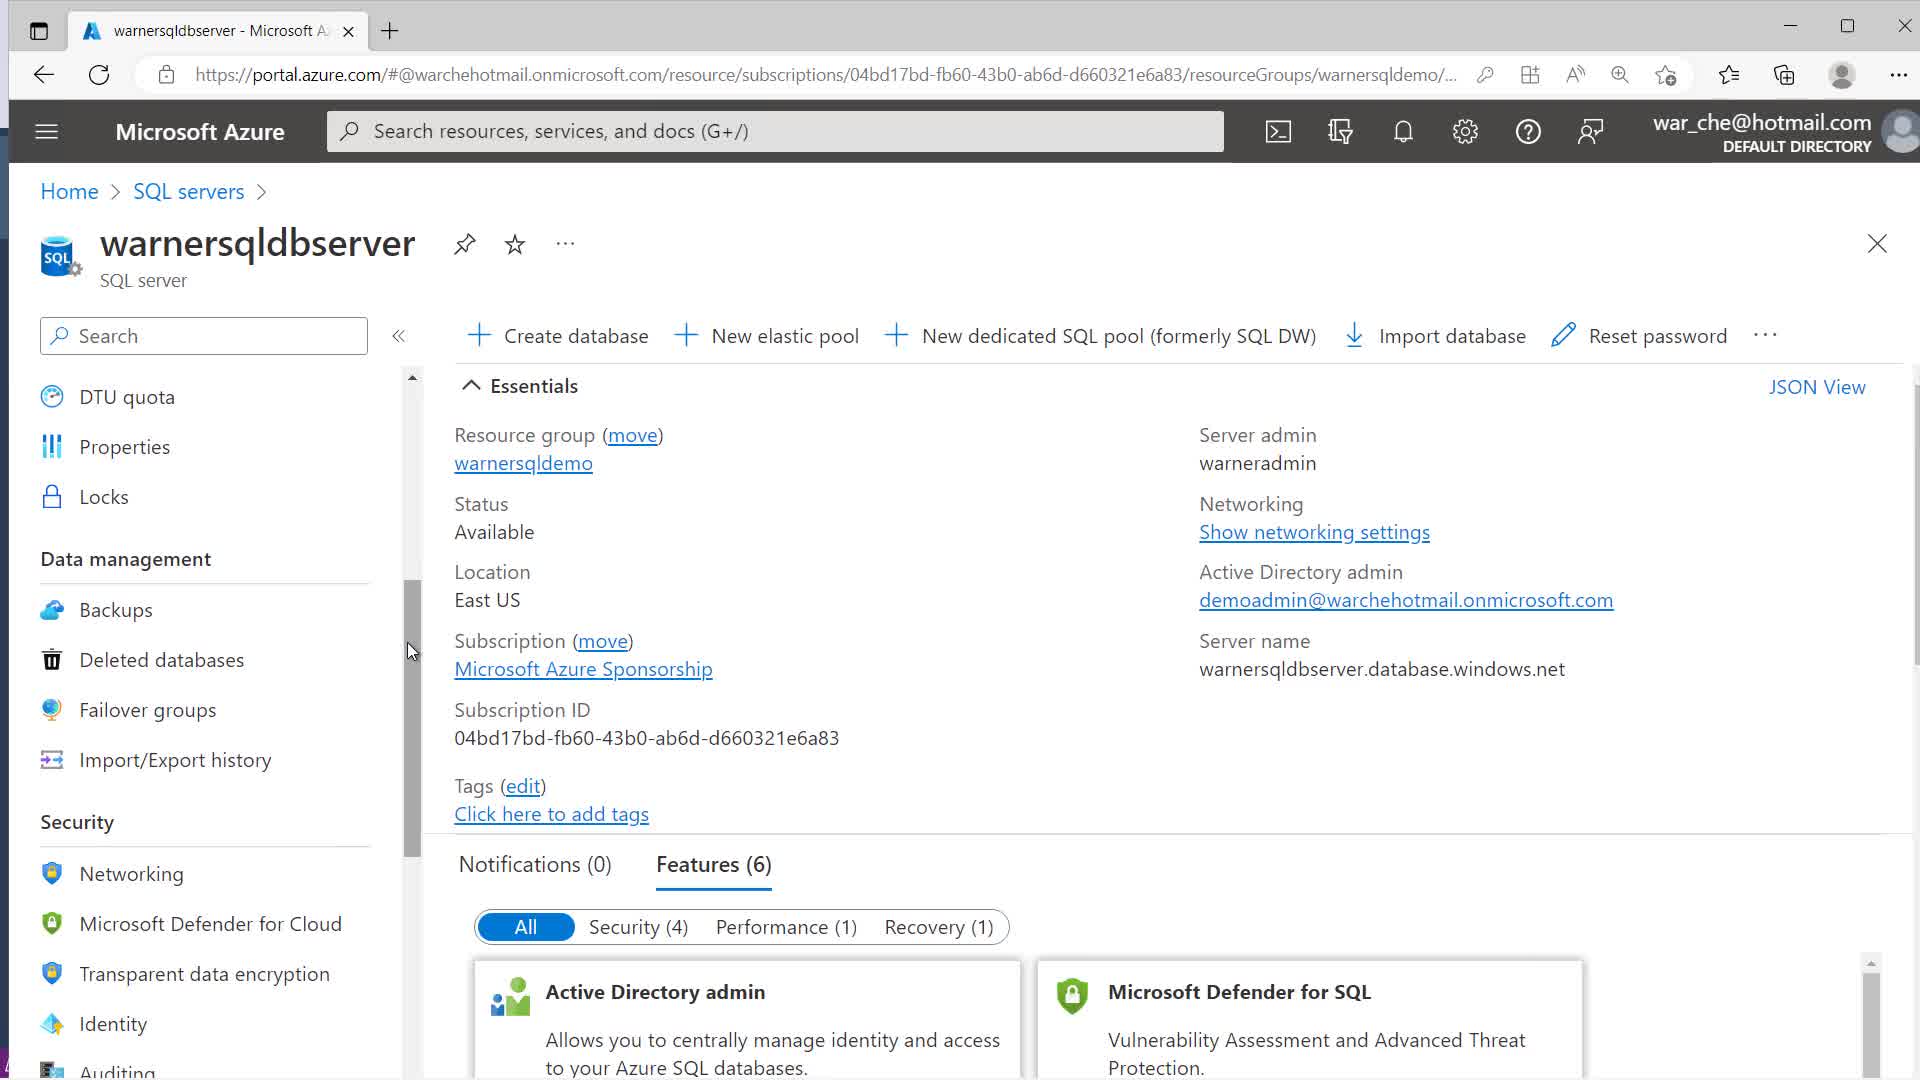 warnersqldbserver - Microsoft A
https://portal.azure.com/#@warchehotmail.onmicrosoft.com/resource/subscriptions/04bd17bd-fb60-43b0-ab6d-d660321e6a83/resourceGroups/warnersqldemo/...
Microsoft Azure
Search resources, services, and docs (G+/)
war_che@hotmail.com
DEFAULT DIRECTORY
Home > SQL servers >
SQL
warnersqldbserver
SQL server
Search
Create database
New elastic pool
New dedicated SQL pool (formerly SQL DW)
Import database
Reset password
DTU quota
Properties
Locks
Data management
Backups
Deleted databases
Failover groups
Import/Export history
Security
Networking
Microsoft Defender for Cloud
Transparent data encryption
Identity
Auditing
Essentials
JSON View
Resource group (move)
warnersqldemo
Status
Available
Location
East US
Subscription (move)
Microsoft Azure Sponsorship
Subscription ID
04bd17bd-fb60-43b0-ab6d-d660321e6a83
Tags (edit)
Click here to add tags
Server admin
warneradmin
Networking
Show networking settings
Active Directory admin
demoadmin@warchehotmail.onmicrosoft.com
Server name
warnersqldbserver.database.windows.net
Notifications (0)
Features (6)
All
Security (4)
Performance (1)
Recovery (1)
Active Directory admin
Allows you to centrally manage identity and access
to your Azure SQL databases.
Microsoft Defender for SQL
Vulnerability Assessment and Advanced Threat
Protection.